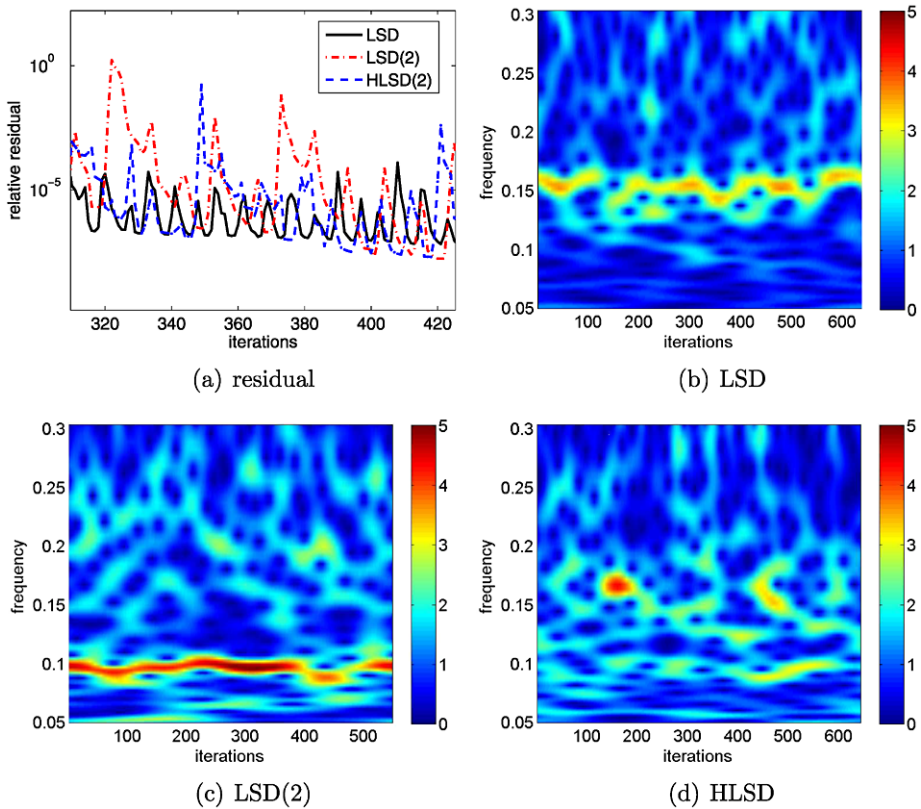 LSD
LSD(2)
HLSD(2)
10^0
10^-5
relative residual
320 340 360 380 400 420
iterations
(a) residual
0.3
0.25
0.2
0.15
0.1
0.05
frequency
100 200 300 400 500 600
iterations
5
4
3
2
1
0
(b) LSD
0.3
0.25
0.2
0.15
0.1
0.05
frequency
100 200 300 400 500
iterations
5
4
3
2
1
0
(c) LSD(2)
0.3
0.25
0.2
0.15
0.1
0.05
frequency
100 200 300 400 500 600
iterations
5
4
3
2
1
0
(d) HLSD